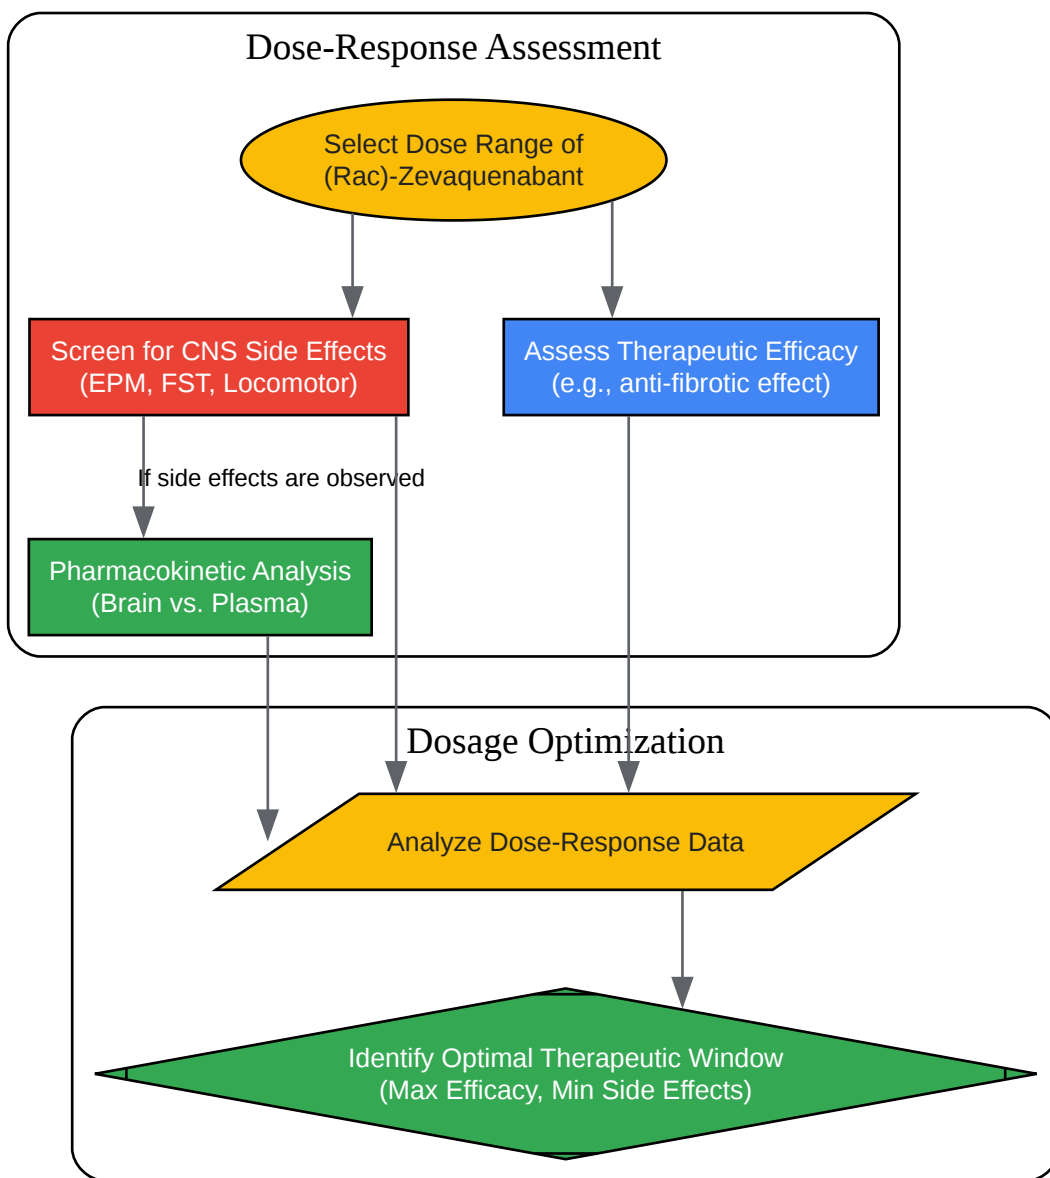 Dose-Response Assessment
Select Dose Range of
(Rac)-Zevaquenabant
Screen for CNS Side Effects
(EPM, FST, Locomotor)
Assess Therapeutic Efficacy
(e.g., anti-fibrotic effect)
If side effects are observed
Pharmacokinetic Analysis
(Brain vs. Plasma)
Dosage Optimization
Analyze Dose-Response Data
Identify Optimal Therapeutic Window
(Max Efficacy, Min Side Effects)